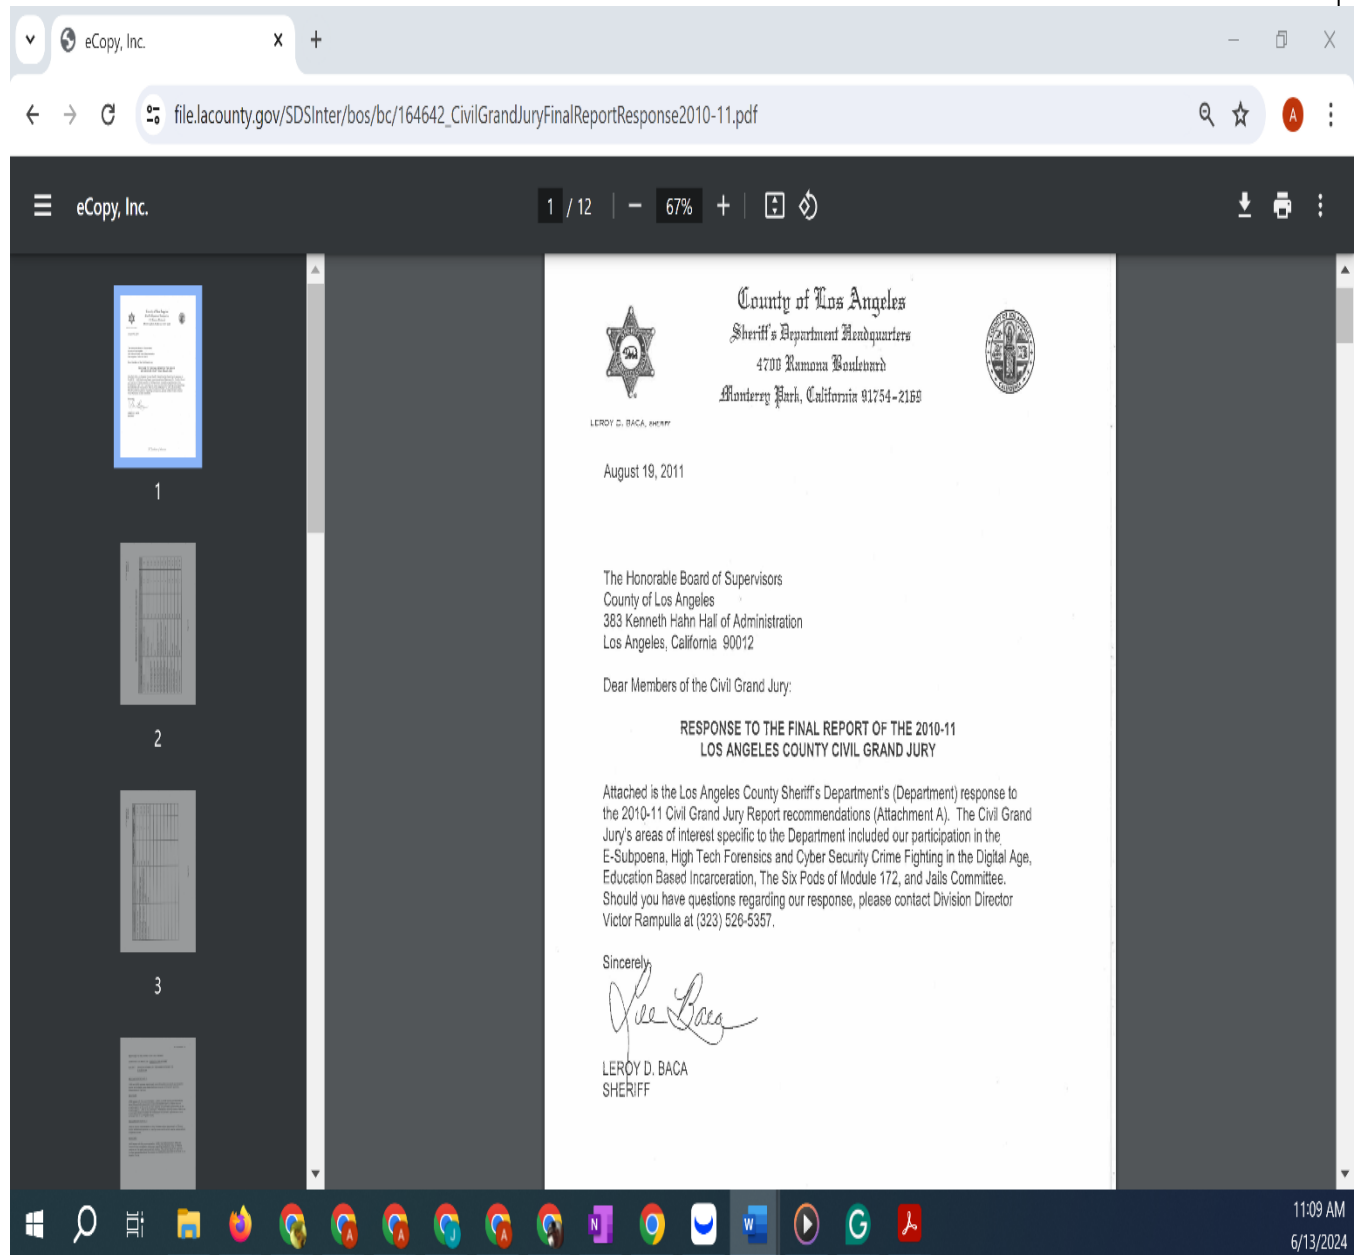 eCopy, Inc.
file.lacounty.gov/SDSInter/bos/bc/164642_CivilGrandJuryFinalReportResponse2010-11.pdf
A
eCopy, Inc.
1 / 12
67%
County of Los Angeles
Sheriff's Department Headquarters
4700 Ramona Boulevard
Monterey Park, California 91754-2169
LEROY D. BACA, SHERIFF
August 19, 2011
The Honorable Board of Supervisors
County of Los Angeles
383 Kenneth Hahn Hall of Administration
Los Angeles, California 90012
Dear Members of the Civil Grand Jury:
RESPONSE TO THE FINAL REPORT OF THE 2010-11
LOS ANGELES COUNTY CIVIL GRAND JURY
Attached is the Los Angeles County Sheriff's Department's (Department) response to
the 2010-11 Civil Grand Jury Report recommendations (Attachment A). The Civil Grand
Jury's areas of interest specific to the Department included our participation in the
E-Subpoena, High Tech Forensics and Cyber Security Crime Fighting in the Digital Age,
Education Based Incarceration, The Six Pods of Module 172, and Jails Committee.
Should you have questions regarding our response, please contact Division Director
Victor Rampulla at (323) 526-5357.
Sincerely,
Lee Baca
LEROY D. BACA
SHERIFF
1
2
3
11:09 AM
6/13/2024